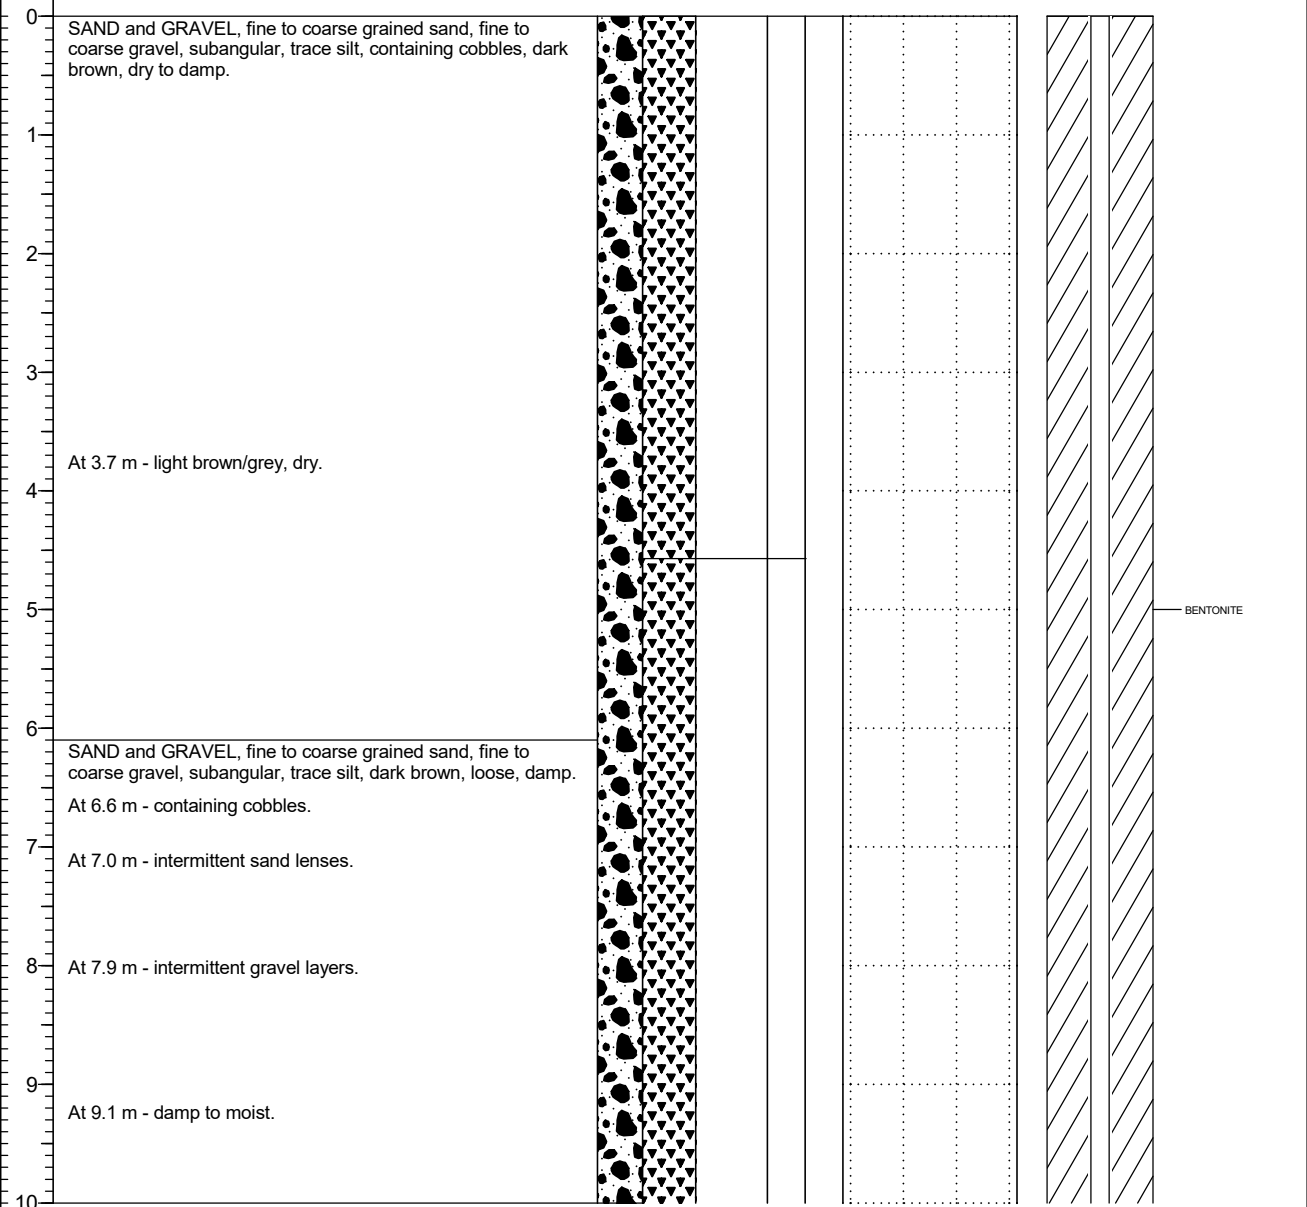 0
SAND and GRAVEL, fine to coarse grained sand, fine to
coarse gravel, subangular, trace silt, containing cobbles, dark
brown, dry to damp.
1
2
3
At 3.7 m - light brown/grey, dry.
4
5
BENTONITE
6
SAND and GRAVEL, fine to coarse grained sand, fine to
coarse gravel, subangular, trace silt, dark brown, loose, damp.
At 6.6 m - containing cobbles.
7
At 7.0 m - intermittent sand lenses.
8
At 7.9 m - intermittent gravel layers.
9
At 9.1 m - damp to moist.
10